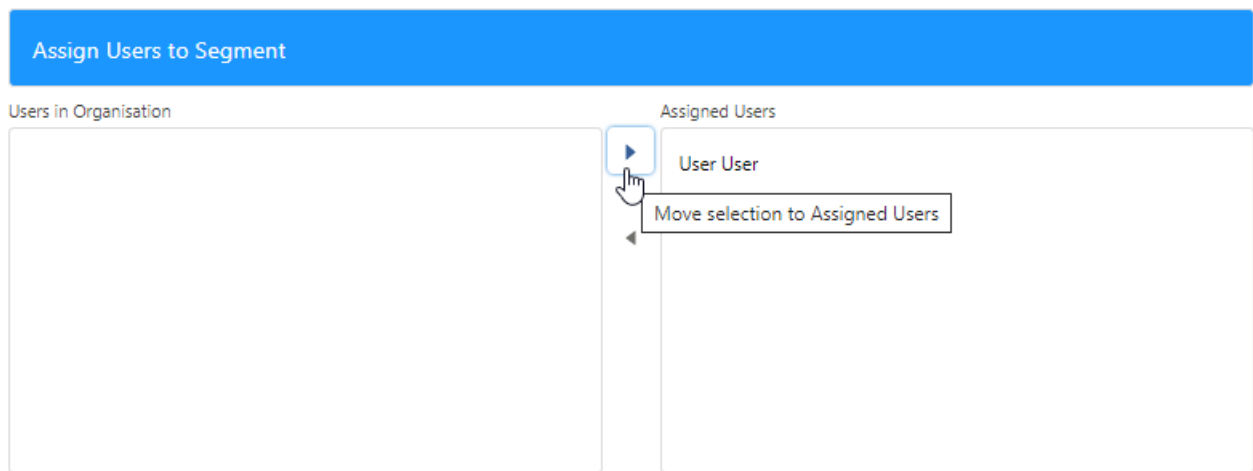 Assign Users to Segment
Users in Organisation
Assigned Users
User User
Move selection to Assigned Users